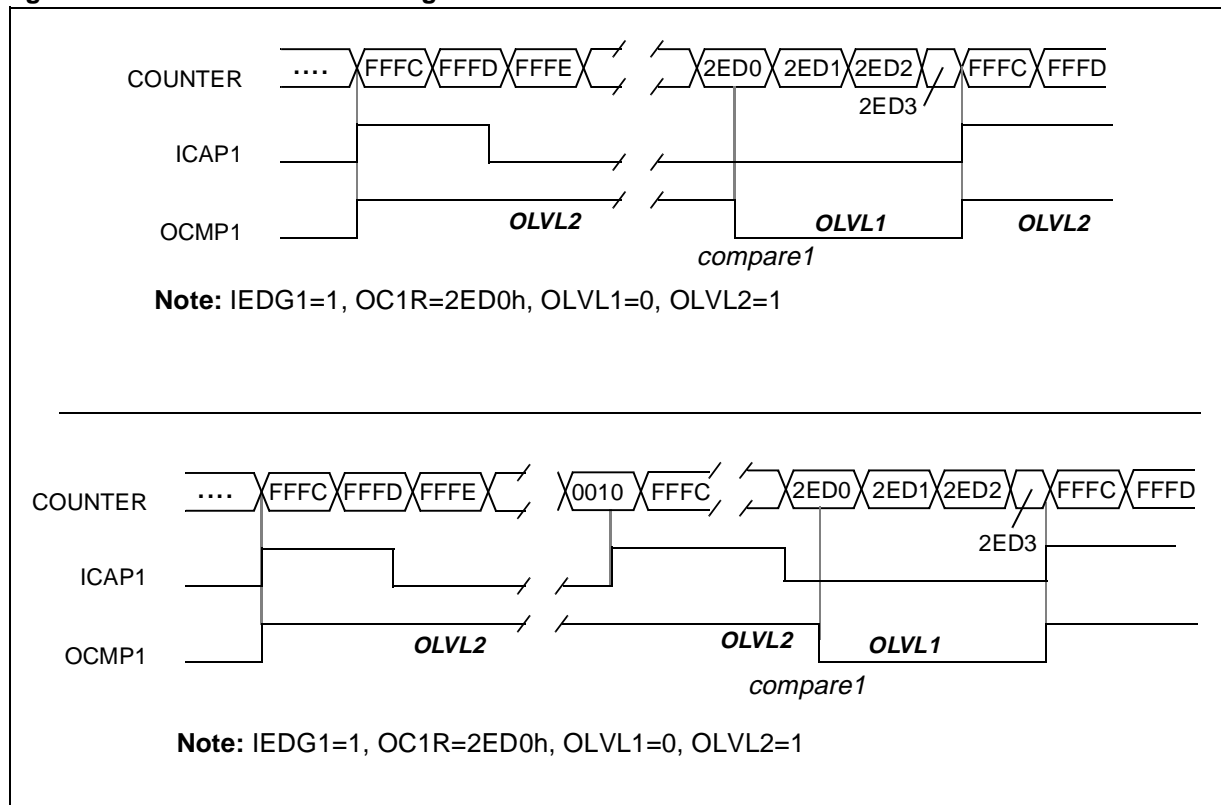 COUNTER .... FFFC FFFD FFFE 2ED0 2ED1 2ED2 FFFC FFFD
2ED3
ICAP1
OCMP1 OLVL2 OLVL1 OLVL2
compare1
Note: IEDG1=1, OC1R=2ED0h, OLVL1=0, OLVL2=1
COUNTER .... FFFC FFFD FFFE 0010 FFFC 2ED0 2ED1 2ED2 FFFC FFFD
2ED3
ICAP1
OCMP1 OLVL2 OLVL2 OLVL1
compare1
Note: IEDG1=1, OC1R=2ED0h, OLVL1=0, OLVL2=1